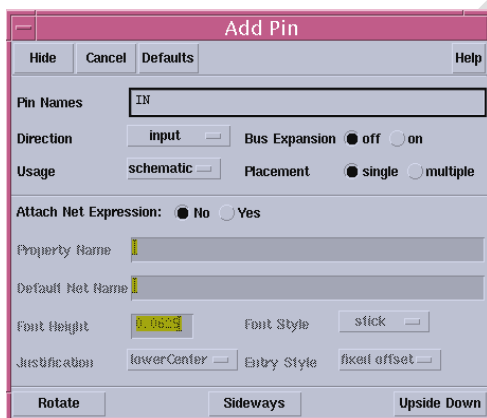 Add Pin
Hide Cancel Defaults Help
Pin Names IN
Direction input Bus Expansion off on
Usage schematic Placement single multiple
Attach Net Expression: No Yes
Property Name
Default Net Name
Font Height 0.0625 Font Style stick
Justification lowerCenter Entry Style fixed offset
Rotate Sideways Upside Down